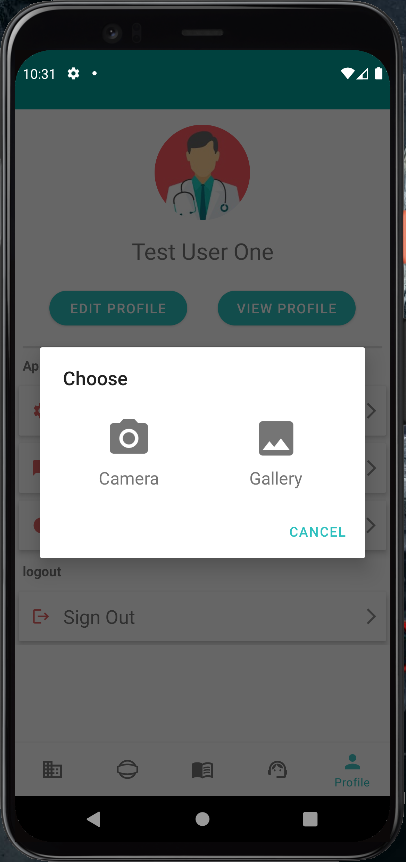 10:31
Test User One
EDIT PROFILE
VIEW PROFILE
Ap
Choose
Camera
Gallery
CANCEL
logout
Sign Out
Profile